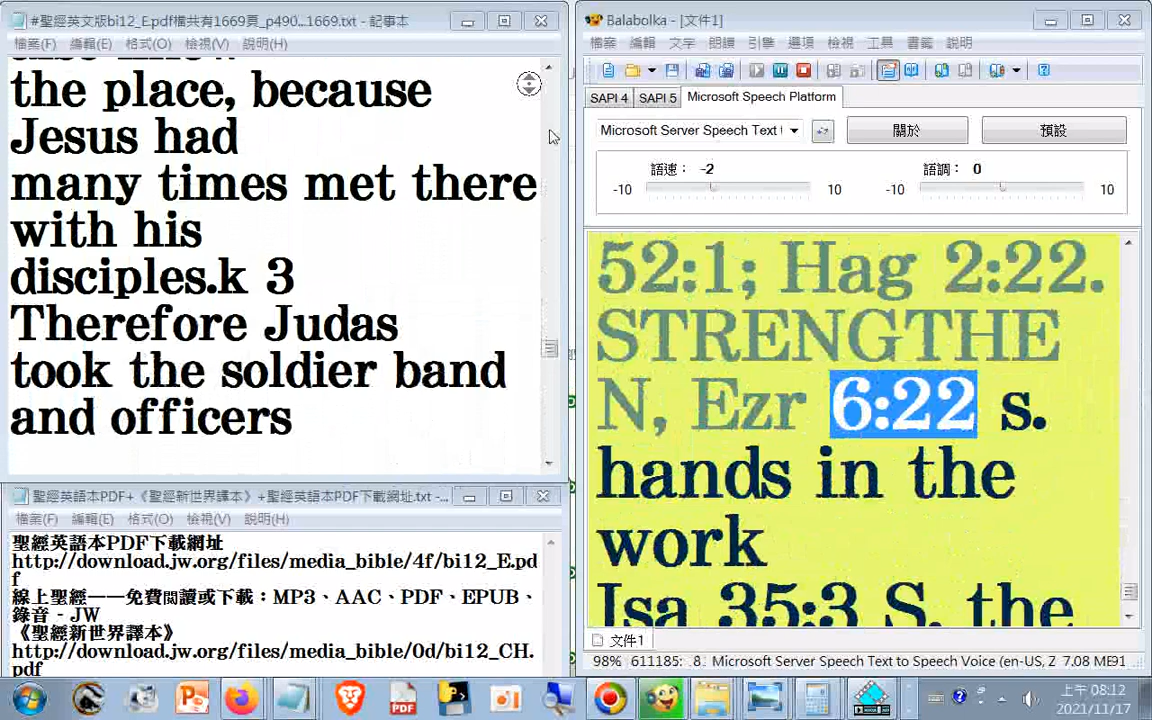 #聖經英文版bi12_E.pdf檔共有1669頁_p490...1669.txt - 記事本
檔案(F) 編輯(E) 格式(O) 檢視(V) 說明(H)
the place, because
Jesus had
many times met there
with his
disciples.k 3
Therefore Judas
took the soldier band
and officers
聖經英語本PDF+《聖經新世界譯本》+聖經英語本PDF下載網址.txt -...
檔案(F) 編輯(E) 格式(O) 檢視(V) 說明(H)
聖經英語本PDF下載網址
http://download.jw.org/files/media_bible/4f/bi12_E.pd
f
線上聖經——免費閱讀或下載：MP3、AAC、PDF、EPUB、
錄音 - JW
《聖經新世界譯本》
http://download.jw.org/files/media_bible/0d/bi12_CH.
pdf
Balabolka - [文件1]
檔案 編輯 文字 朗讀 引擎 選項 檢視 工具 書籤 說明
SAPI 4 SAPI 5 Microsoft Speech Platform
Microsoft Server Speech Text 關於 預設
語速： -2 語調： 0
-10 10 -10 10
52:1; Hag 2:22.
STRENGTHE
N, Ezr 6:22 s.
hands in the
work
Isa 35:3 S. the
文件1
98% 611185: .8. Microsoft Server Speech Text to Speech Voice (en-US, Z 7.08 ME91
上午 08:12
2021/11/17